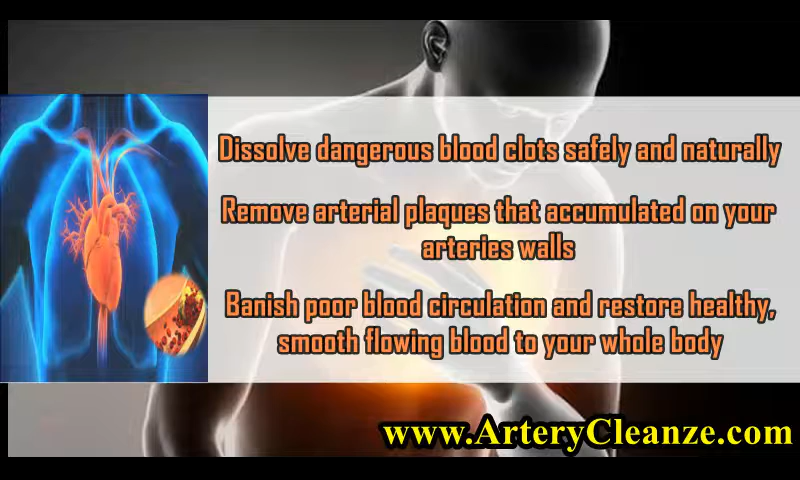 Dissolve dangerous blood clots safely and naturally
Remove arterial plaques that accumulated on your
arteries walls
Banish poor blood circulation and restore healthy,
smooth flowing blood to your whole body
www.ArteryCleanze.com